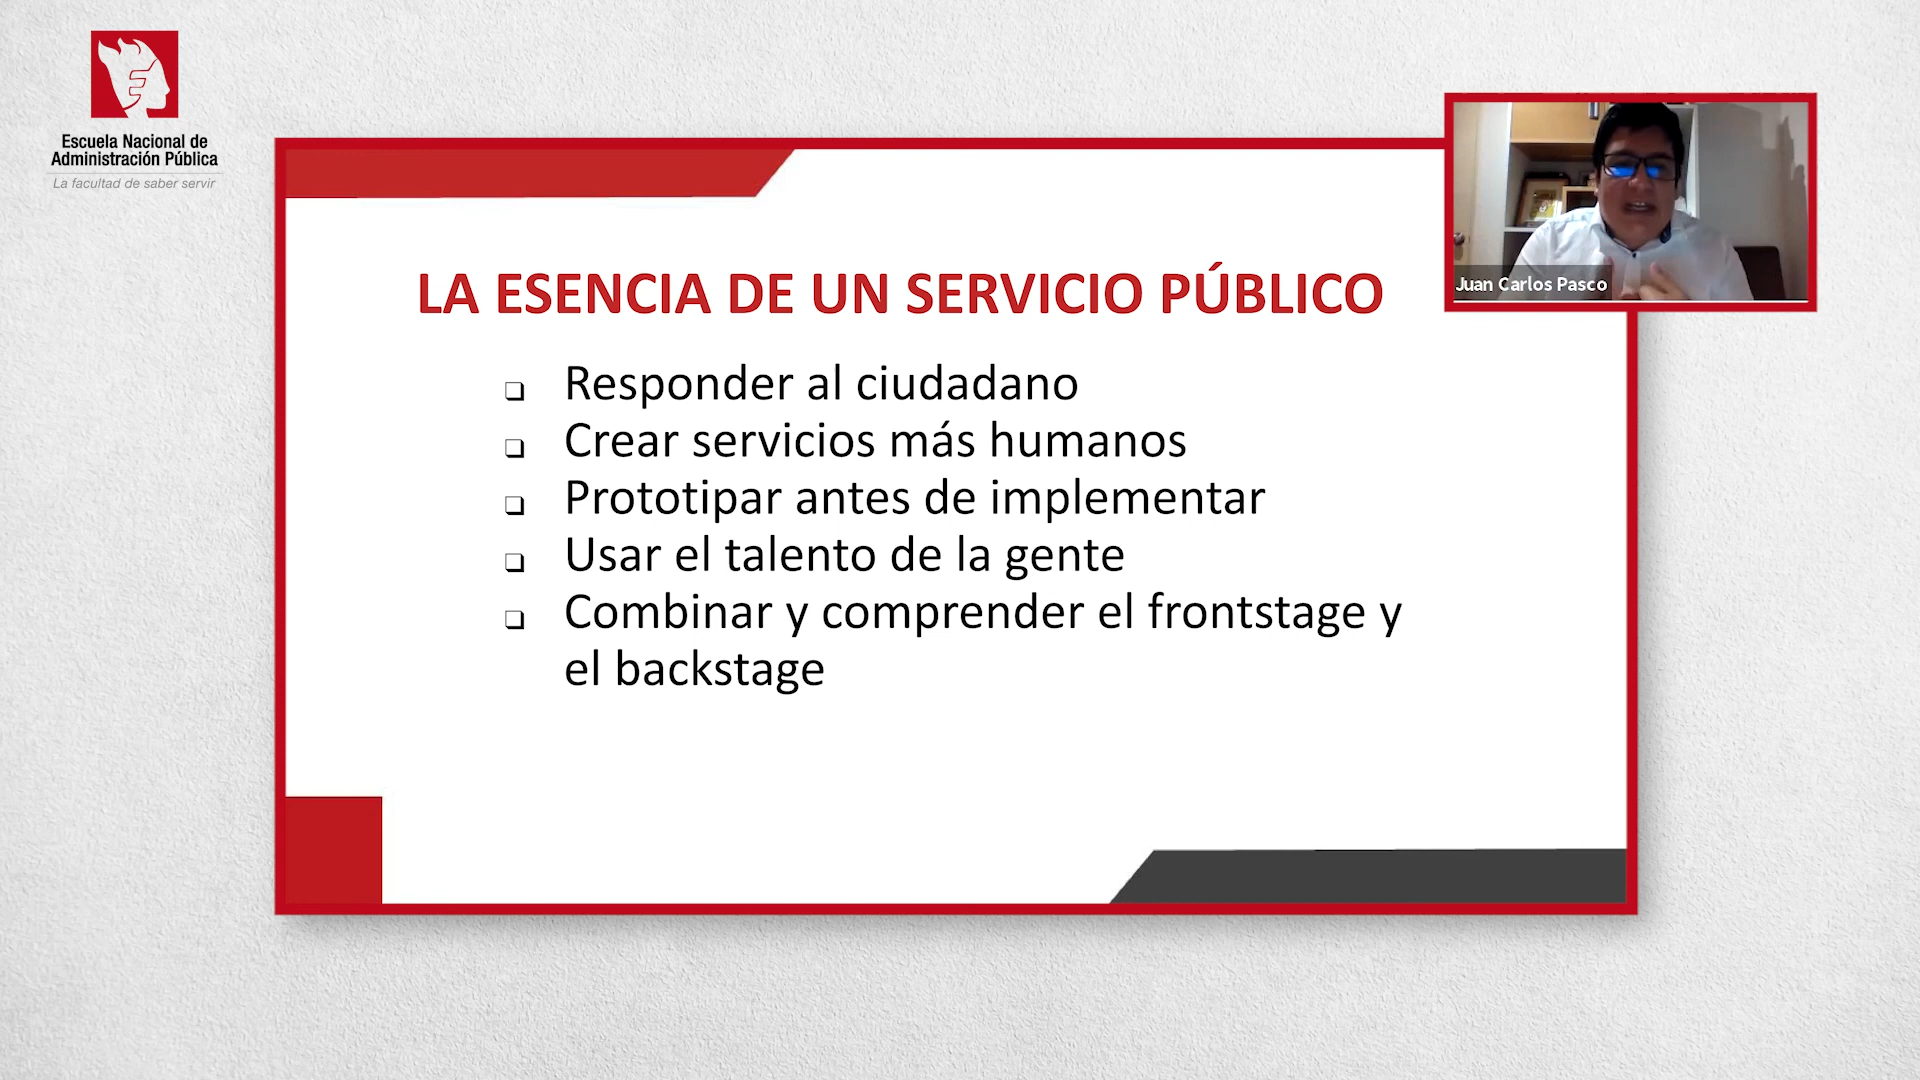 Escuela Nacional de
Administración Pública
La facultad de saber servir
Juan Carlos Pasco
LA ESENCIA DE UN SERVICIO PÚBLICO
Responder al ciudadano
Crear servicios más humanos
Prototipar antes de implementar
Usar el talento de la gente
Combinar y comprender el frontstage y
el backstage